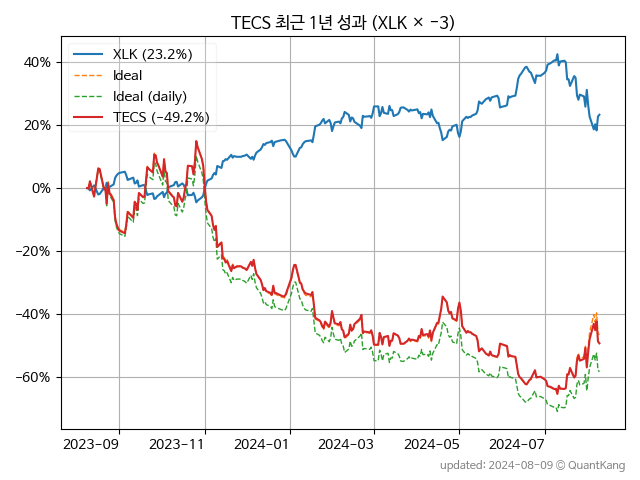 TECS 최근 1년 성과 (XLK × -3)
XLK (23.2%)
Ideal
Ideal (daily)
TECS (-49.2%)
40%
20%
0%
-20%
-40%
-60%
2023-09
2023-11
2024-01
2024-03
2024-05
2024-07
updated: 2024-08-09 © QuantKang